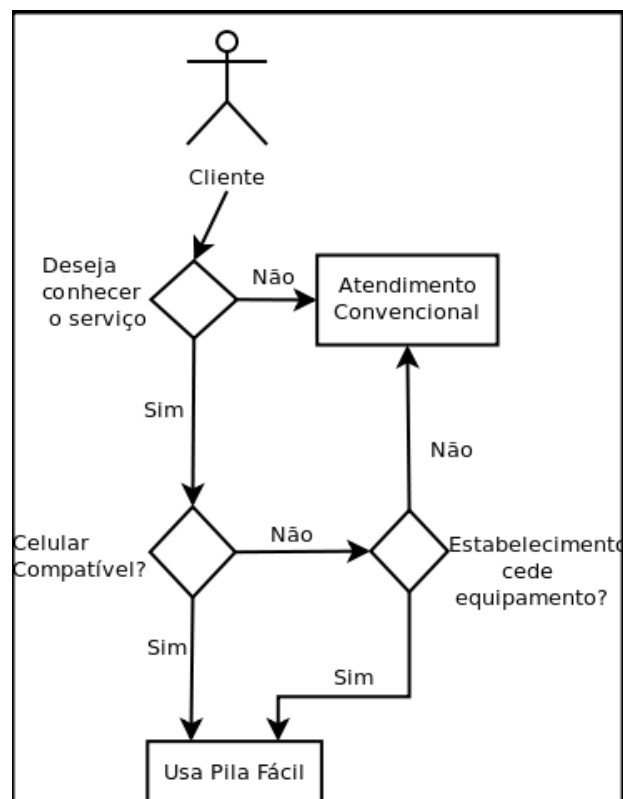 Cliente
Deseja
conhecer
o serviço
Não
Atendimento
Convencional
Sim
Não
Celular
Compatível?
Não
Estabelecimento
cede
equipamento?
Sim
Sim
Usa Pila Fácil